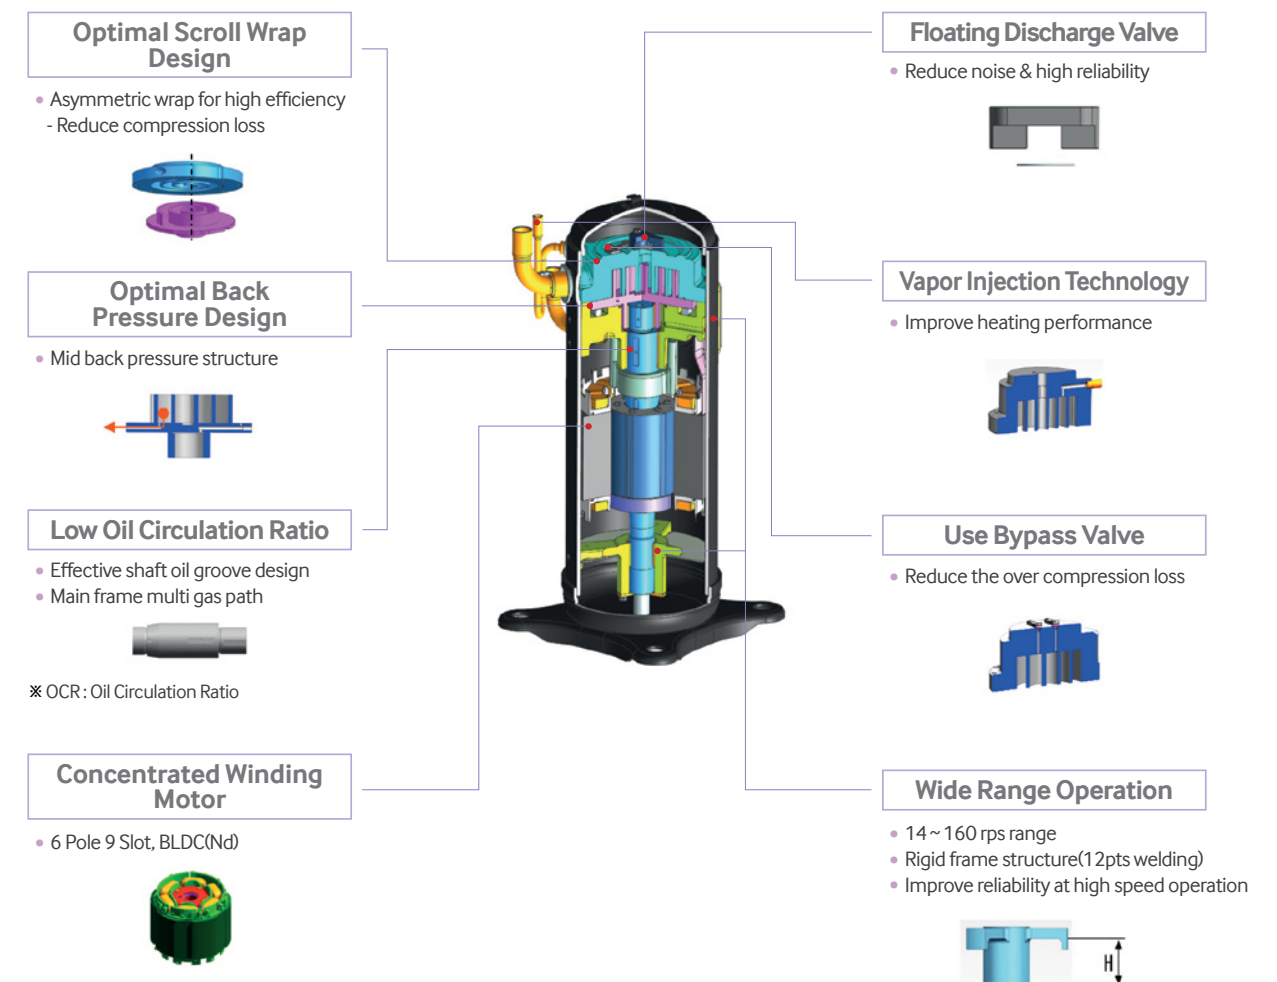 Optimal Scroll Wrap
Design
• Asymmetric wrap for high efficiency
- Reduce compression loss
Optimal Back
Pressure Design
• Mid back pressure structure
Low Oil Circulation Ratio
• Effective shaft oil groove design
• Main frame multi gas path
※ OCR : Oil Circulation Ratio
Concentrated Winding
Motor
• 6 Pole 9 Slot, BLDC(Nd)
Floating Discharge Valve
• Reduce noise & high reliability
Vapor Injection Technology
• Improve heating performance
Use Bypass Valve
• Reduce the over compression loss
Wide Range Operation
• 14 ~ 160 rps range
• Rigid frame structure(12pts welding)
• Improve reliability at high speed operation
H